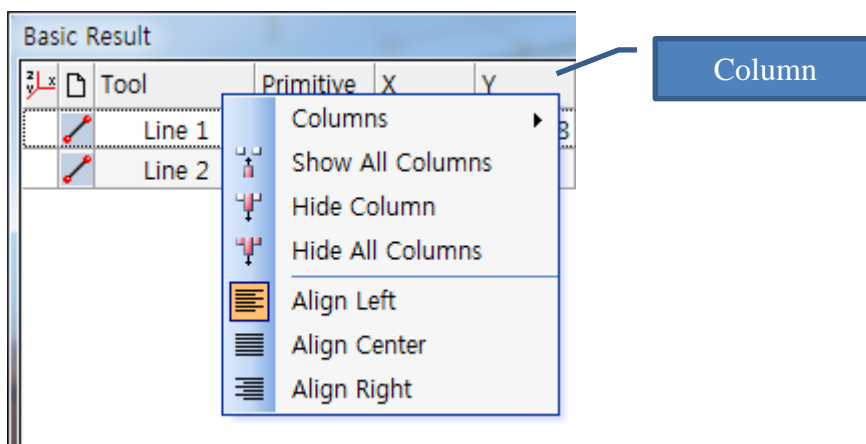 Basic Result
Column
Tool Primitive X Y
Line 1
Line 2
Columns
Show All Columns
Hide Column
Hide All Columns
Align Left
Align Center
Align Right